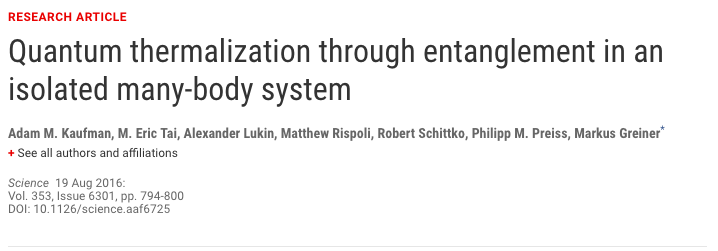 RESEARCH ARTICLE
Quantum thermalization through entanglement in an
isolated many-body system
Adam M. Kaufman, M. Eric Tai, Alexander Lukin, Matthew Rispoli, Robert Schittko, Philipp M. Preiss, Markus Greiner*
+ See all authors and affiliations
Science 19 Aug 2016:
Vol. 353, Issue 6301, pp. 794-800
DOI: 10.1126/science.aaf6725